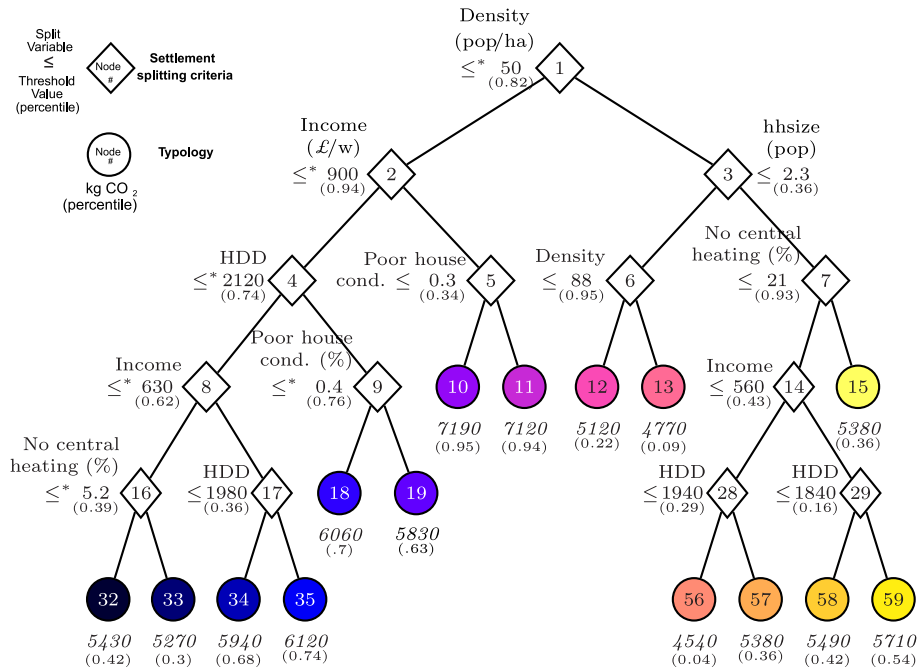 Split
Variable
≤
Threshold
Value
(percentile)
Node
#
Settlement
splitting criteria
Node
#
Typology
kg CO 2
(percentile)
Density
(pop/ha)
≤* 50
(0.82)
1
Income
(£/w)
≤* 900
(0.94)
2
hhsize
(pop)
3
≤ 2.3
(0.36)
HDD
≤* 2120
(0.74)
4
Poor house
cond. ≤ 0.3
(0.34)
5
Density
≤ 88
(0.95)
6
No central
heating (%)
≤ 21
(0.93)
7
Income
≤* 630
(0.62)
8
Poor house
cond. (%)
≤* 0.4
(0.76)
9
10
7190
(0.95)
11
7120
(0.94)
12
5120
(0.22)
13
4770
(0.09)
Income
≤ 560
(0.43)
14
15
5380
(0.36)
No central
heating (%)
≤* 5.2
(0.39)
16
HDD
≤1980
(0.36)
17
18
6060
(.7)
19
5830
(.63)
HDD
≤1940
(0.29)
28
HDD
≤1840
(0.16)
29
32
5430
(0.42)
33
5270
(0.3)
34
5940
(0.68)
35
6120
(0.74)
56
4540
(0.04)
57
5380
(0.36)
58
5490
(0.42)
59
5710
(0.54)